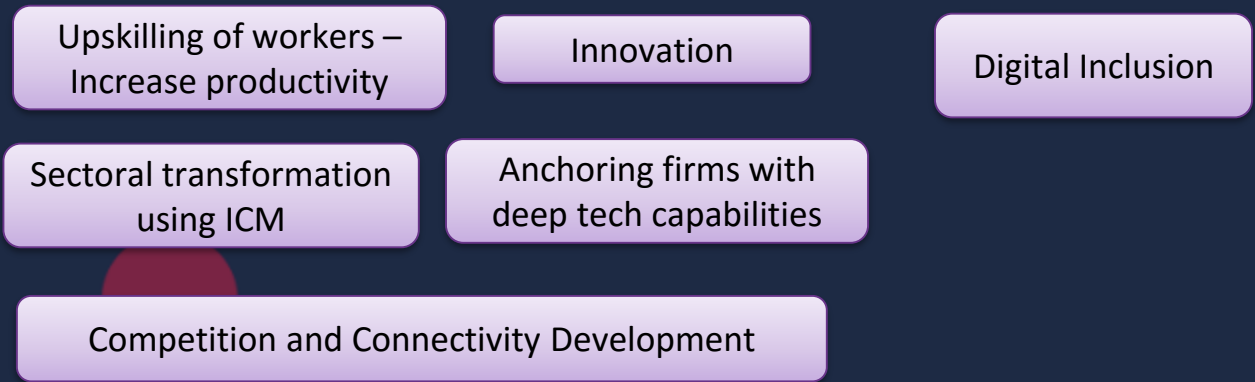 Upskilling of workers –
Increase productivity
Innovation
Digital Inclusion
Sectoral transformation
using ICM
Anchoring firms with
deep tech capabilities
Competition and Connectivity Development